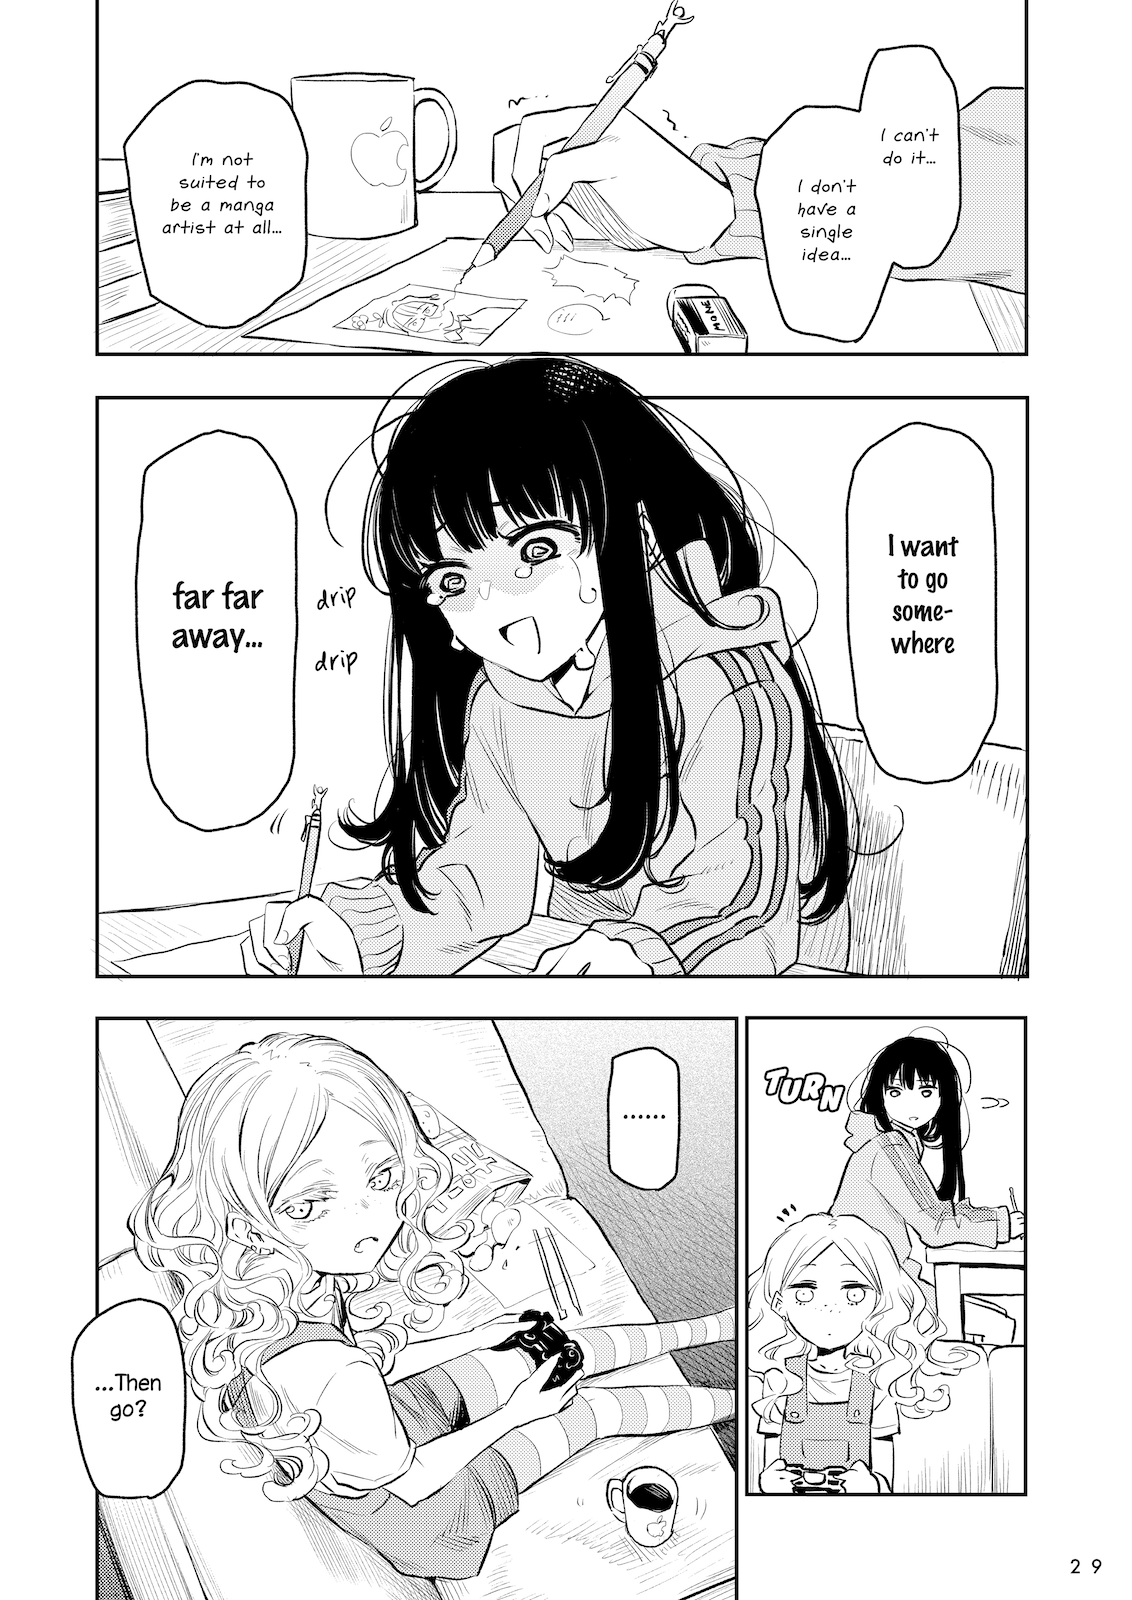 I can't
do it...
I don't
have a
single
idea...
I'm not
suited to
be a manga
artist at all...
MONE
I want
to go
some-
where
far far
away...
drip
drip
TURN
......
...Then
go?
29